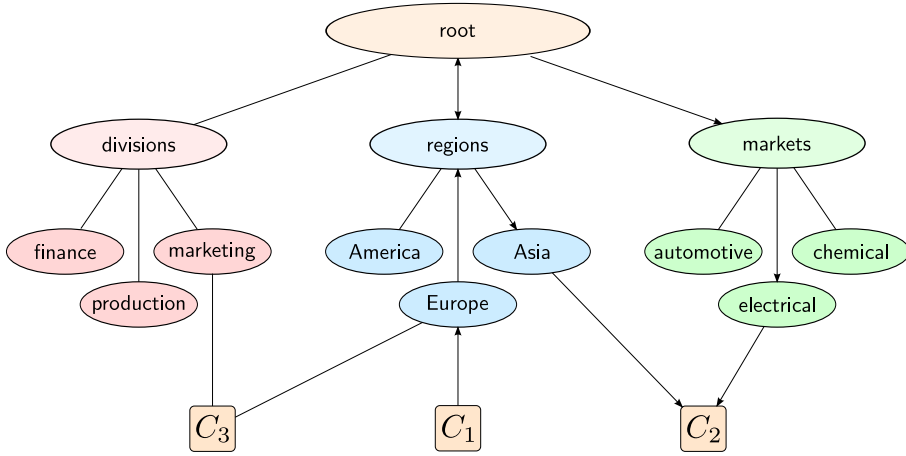 root
divisions
regions
markets
finance
marketing
America
Asia
automotive
chemical
production
Europe
electrical
C₃
C₁
C₂